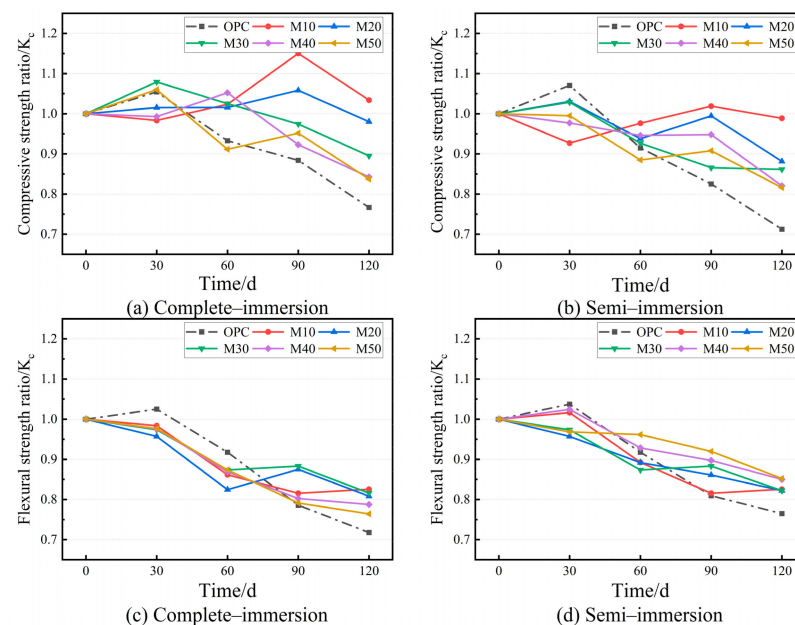 OPC M10 M20
M30 M40 M50
Compressive strength ratio/Kc
1.2
1.1
1.0
0.9
0.8
0.7
0 30 60 90 120
Time/d
(a) Complete–immersion
OPC M10 M20
M30 M40 M50
Compressive strength ratio/Kc
1.2
1.1
1.0
0.9
0.8
0.7
0 30 60 90 120
Time/d
(b) Semi–immersion
OPC M10 M20
M30 M40 M50
Flexural strength ratio/Kc
1.2
1.1
1.0
0.9
0.8
0.7
0 30 60 90 120
Time/d
(c) Complete–immersion
OPC M10 M20
M30 M40 M50
Flexural strength ratio/Kc
1.2
1.1
1.0
0.9
0.8
0.7
0 30 60 90 120
Time/d
(d) Semi–immersion